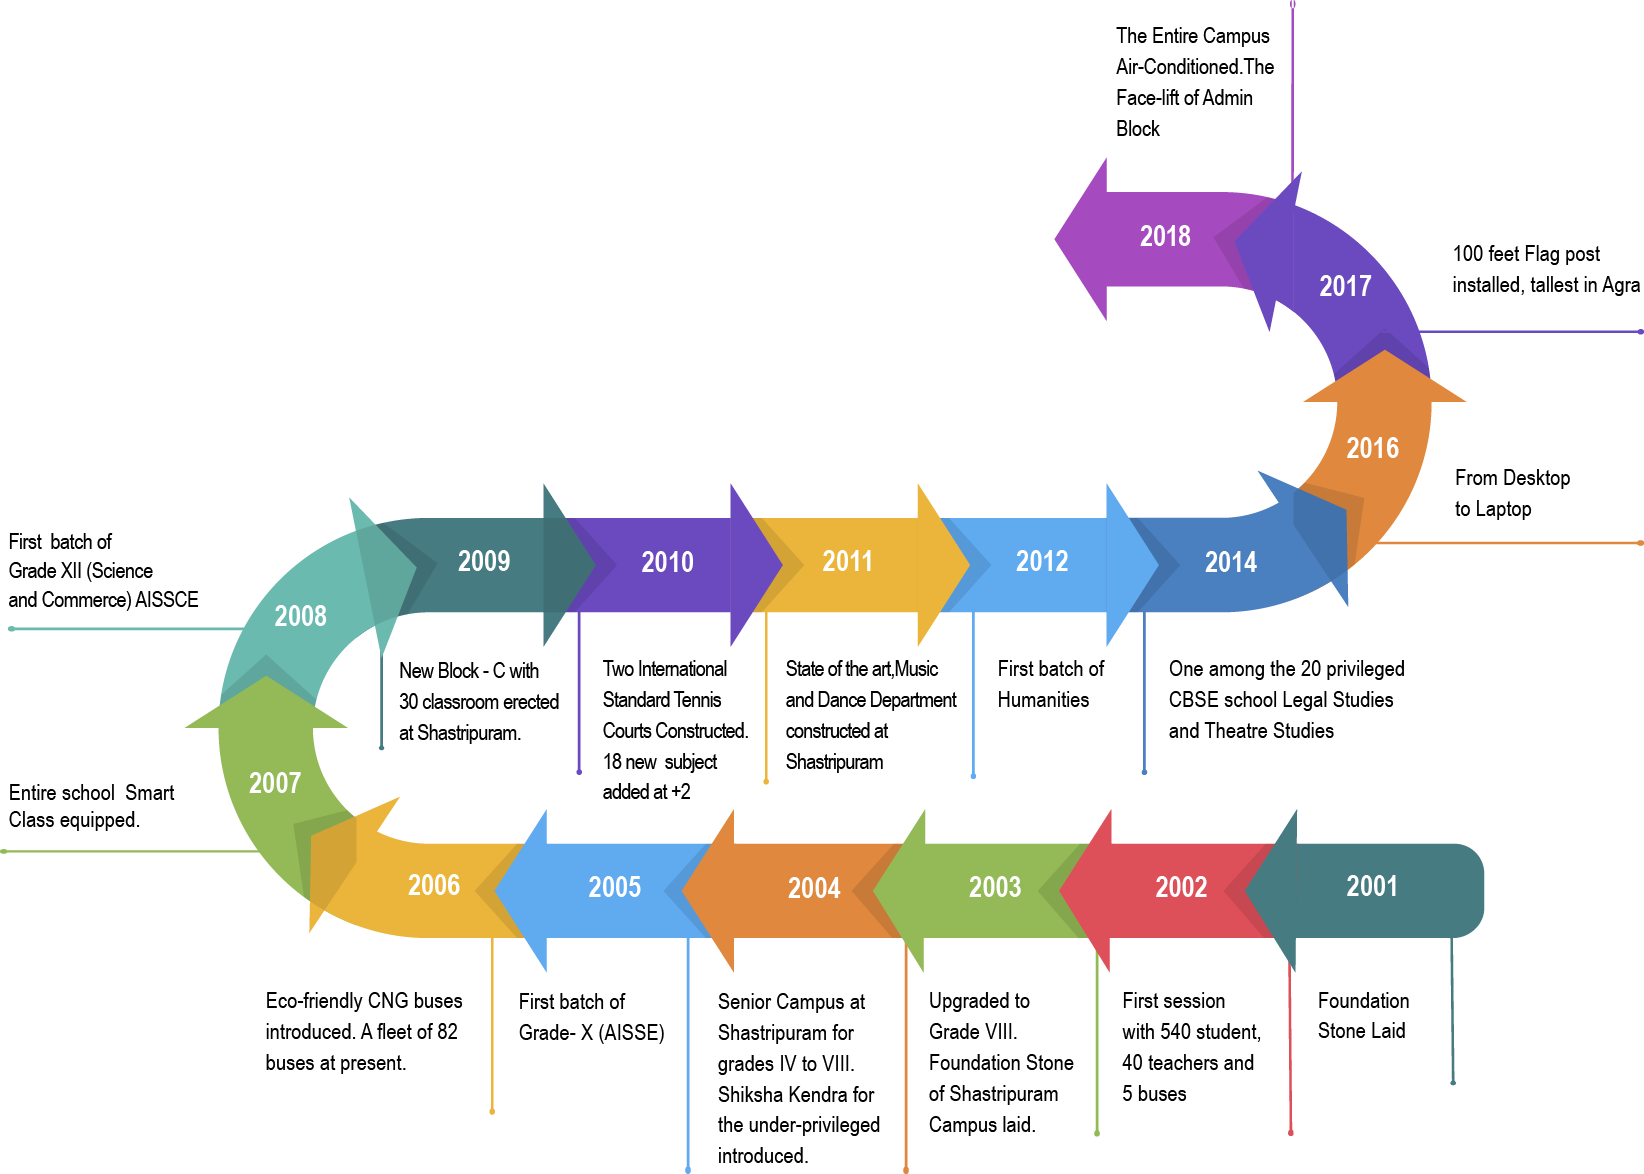 The Entire Campus
Air-Conditioned.The
Face-lift of Admin
Block
2018
2017
100 feet Flag post
installed, tallest in Agra
2016
From Desktop
to Laptop
First batch of
Grade XII (Science
and Commerce) AISSCE
2008
2009
2010
2011
2012
2014
New Block - C with
30 classroom erected
at Shastripuram.
Two International
Standard Tennis
Courts Constructed.
18 new subject
added at +2
State of the art,Music
and Dance Department
constructed at
Shastripuram
First batch of
Humanities
One among the 20 privileged
CBSE school Legal Studies
and Theatre Studies
2007
Entire school Smart
Class equipped.
2006
2005
2004
2003
2002
2001
Eco-friendly CNG buses
introduced. A fleet of 82
buses at present.
First batch of
Grade- X (AISSE)
Senior Campus at
Shastripuram for
grades IV to VIII.
Shiksha Kendra for
the under-privileged
introduced.
Upgraded to
Grade VIII.
Foundation Stone
of Shastripuram
Campus laid.
First session
with 540 student,
40 teachers and
5 buses
Foundation
Stone Laid